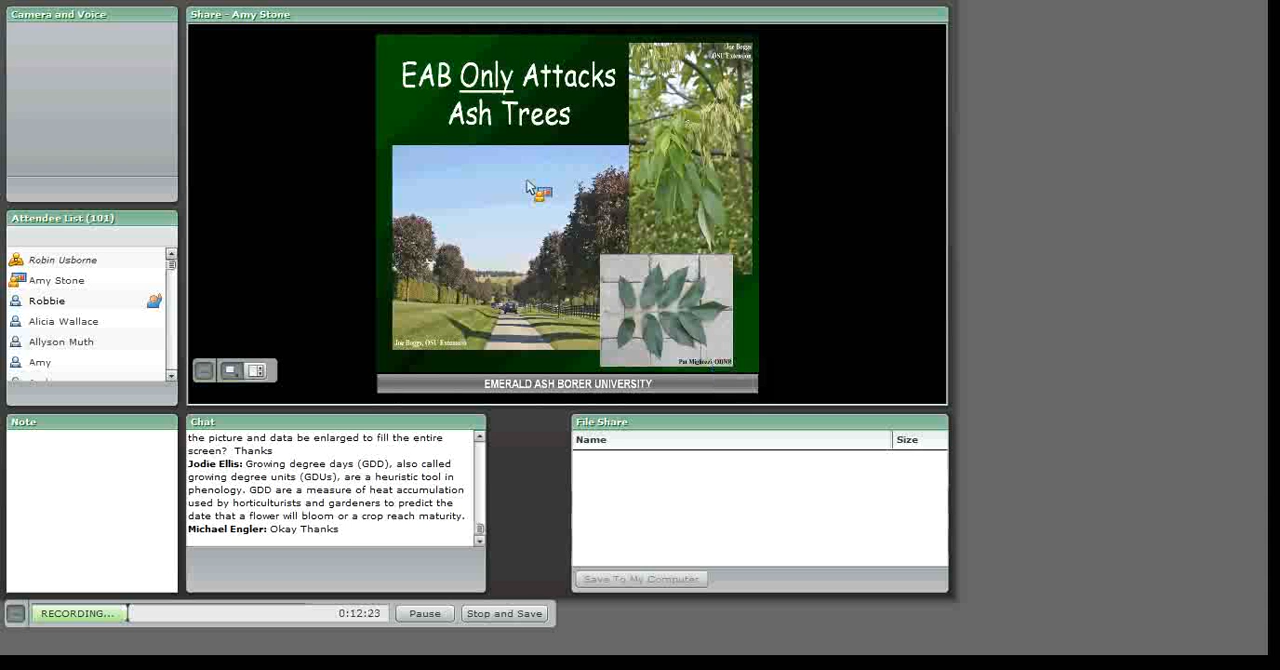 Camera and Voice
Share - Amy Stone
EAB Only Attacks
Ash Trees
Joe Boggs
OSU Extension
Joe Boggs, OSU Extension
Pat Migliozzi ODNR
EMERALD ASH BORER UNIVERSITY
Attendee List (101)
Robin Usborne
Amy Stone
Robbie
Alicia Wallace
Allyson Muth
Amy
Note
Chat
the picture and data be enlarged to fill the entire
screen? Thanks
Jodie Ellis: Growing degree days (GDD), also called
growing degree units (GDUs), are a heuristic tool in
phenology. GDD are a measure of heat accumulation
used by horticulturists and gardeners to predict the
date that a flower will bloom or a crop reach maturity.
Michael Engler: Okay Thanks
File Share
Name
Size
Save To My Computer
RECORDING...
0:12:23
Pause
Stop and Save